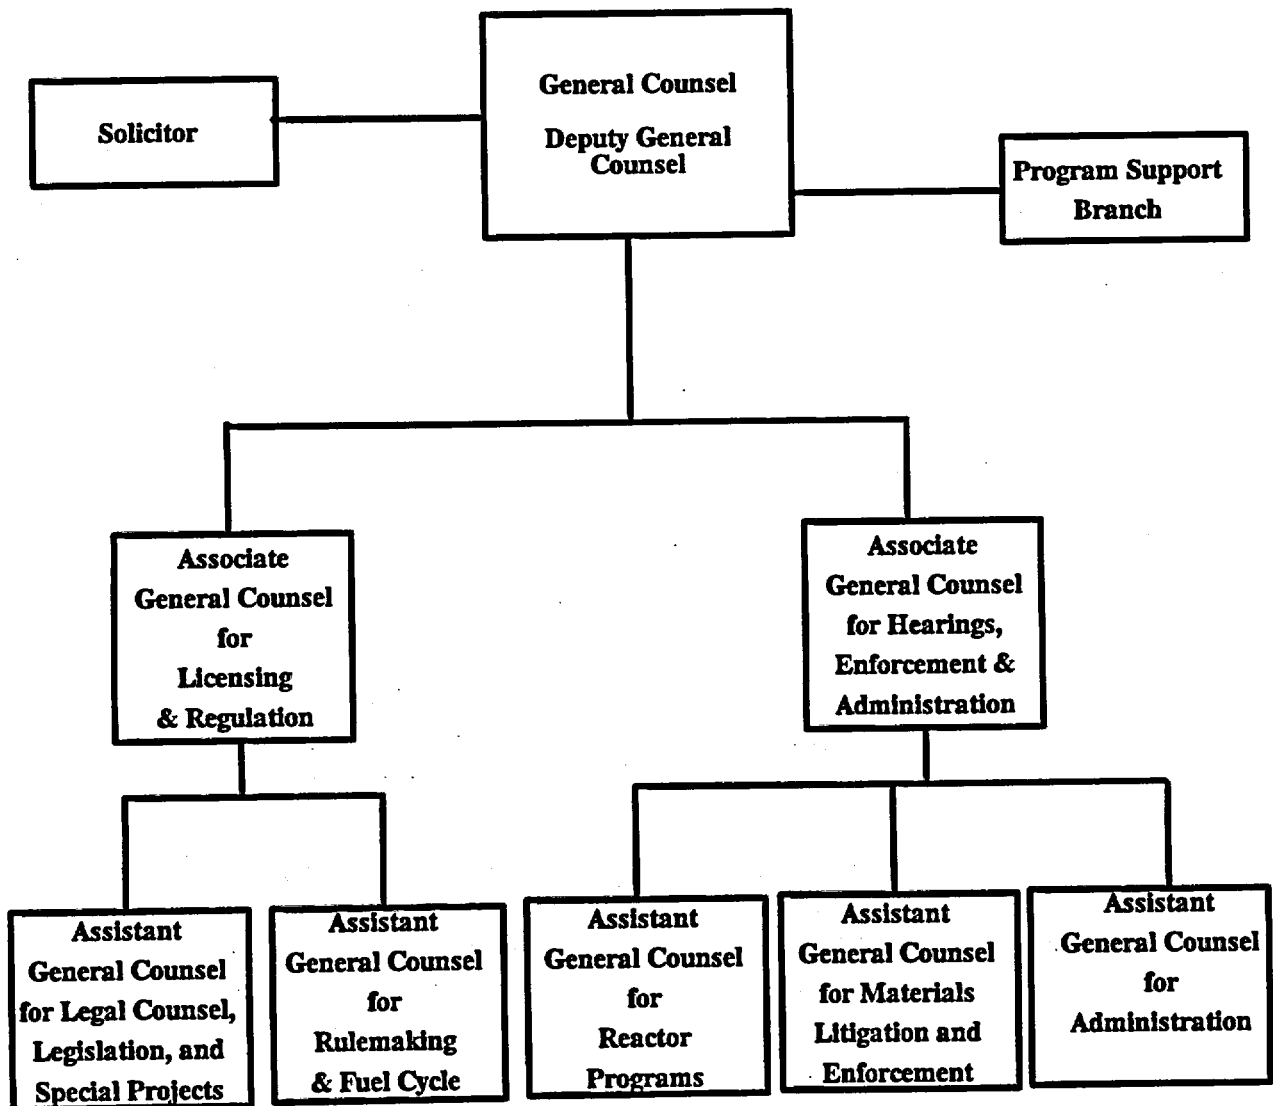 General Counsel
Deputy General
Counsel
Solicitor
Program Support
Branch
Associate
General Counsel
for
Licensing
& Regulation
Associate
General Counsel
for Hearings,
Enforcement &
Administration
Assistant
General Counsel
for Legal Counsel,
Legislation, and
Special Projects
Assistant
General Counsel
for
Rulemaking
& Fuel Cycle
Assistant
General Counsel
for
Reactor
Programs
Assistant
General Counsel
for Materials
Litigation and
Enforcement
Assistant
General Counsel
for
Administration